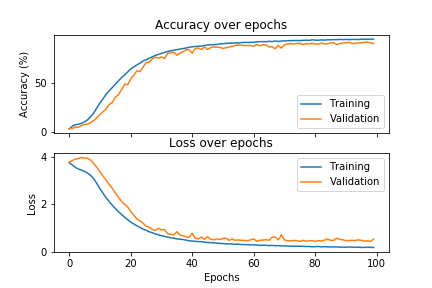 Accuracy over epochs
Accuracy (%)
50
0
Training
Validation
Loss over epochs
Loss
4
2
0
Training
Validation
0 20 40 60 80 100
Epochs